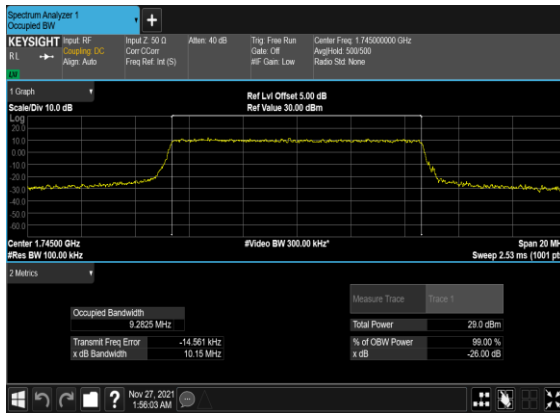 Spectrum Analyzer 1
Occupied BW
KEYSIGHT
RL
Input: RF
Coupling: DC
Align: Auto
Input Z: 50 Ω
Corr CCorr
Freq Ref: Int (S)
Atten: 40 dB
Trig: Free Run
Gate: Off
#IF Gain: Low
Center Freq: 1.745000000 GHz
Avg|Hold: 500/500
Radio Std: None
1 Graph
Scale/Div 10.0 dB
Ref Lvl Offset 5.00 dB
Ref Value 30.00 dBm
Log
20.0
10.0
0.00
-10.0
-20.0
-30.0
-40.0
-50.0
-60.0
Center 1.74500 GHz
#Res BW 100.00 kHz
#Video BW 300.00 kHz*
Span 20 MH
Sweep 2.53 ms (1001 pt
2 Metrics
Measure Trace
Trace 1
Occupied Bandwidth
9.2825 MHz
Total Power
29.0 dBm
Transmit Freq Error
-14.561 kHz
% of OBW Power
99.00 %
x dB Bandwidth
10.15 MHz
x dB
-26.00 dB
?
Nov 27, 2021
1:56:03 AM